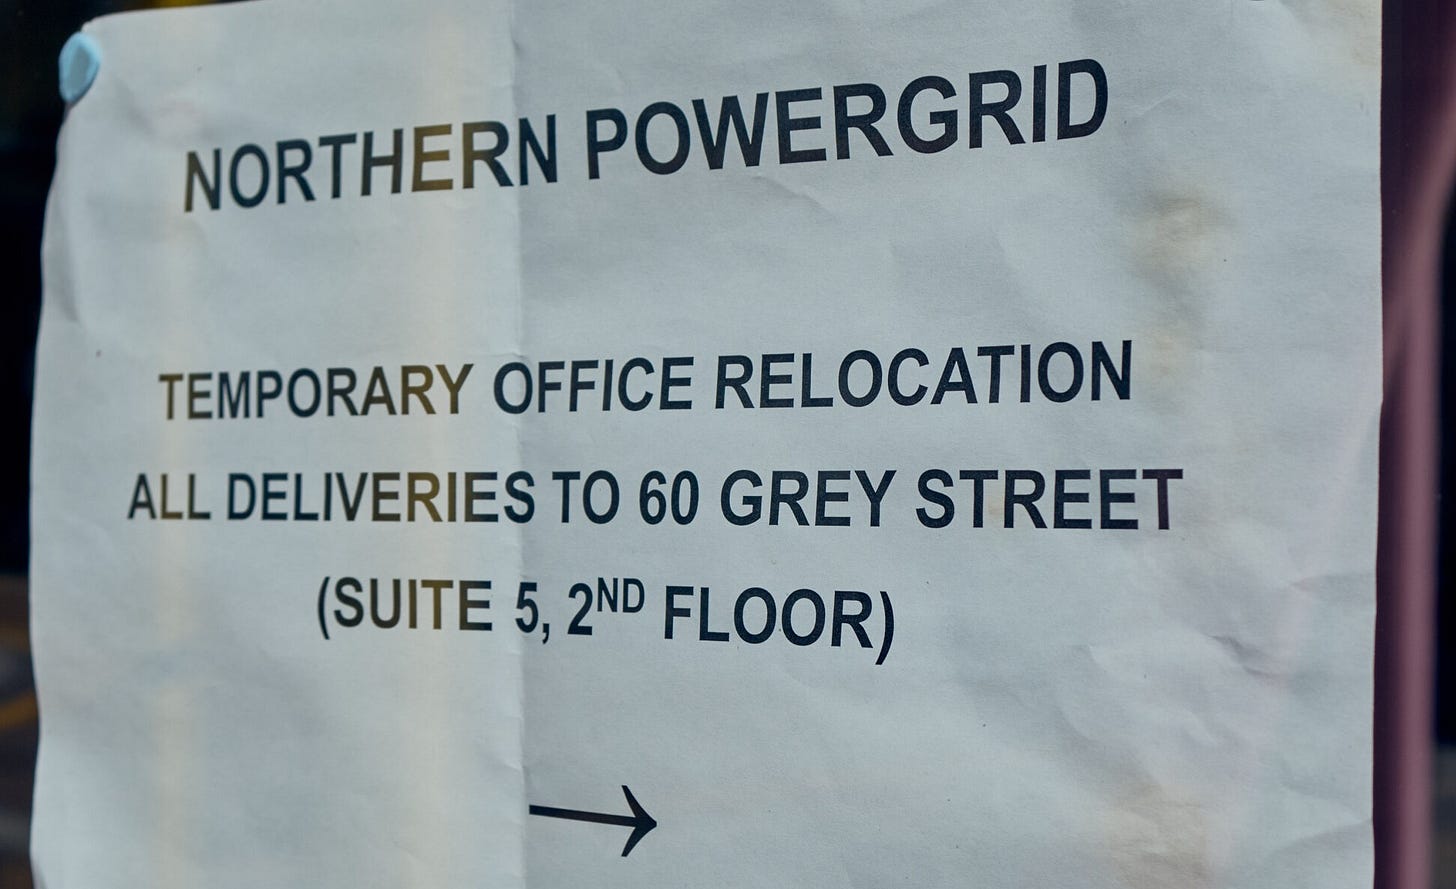 NORTHERN POWERGRID
TEMPORARY OFFICE RELOCATION
ALL DELIVERIES TO 60 GREY STREET
(SUITE 5, 2ND FLOOR)